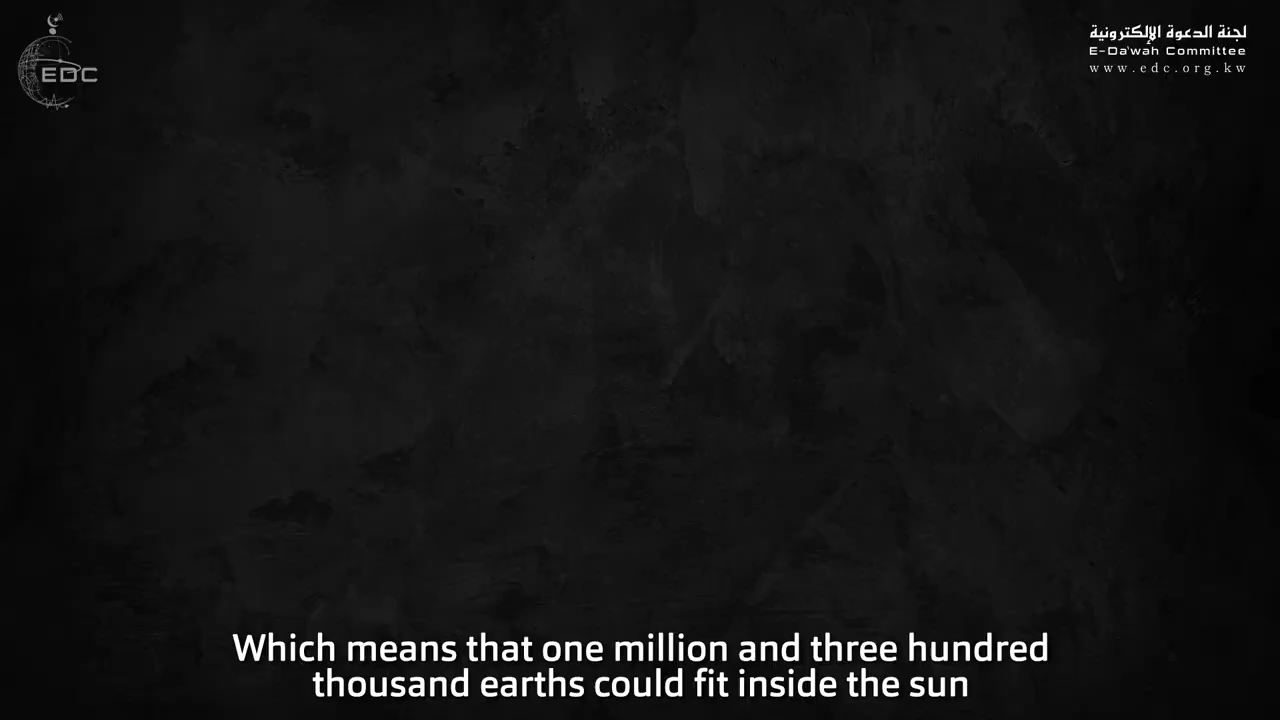 EDC
لجنة الدعوة الإلكترونية
E-Da'wah Committee
www.edc.org.kw
Which means that one million and three hundred
thousand earths could fit inside the sun